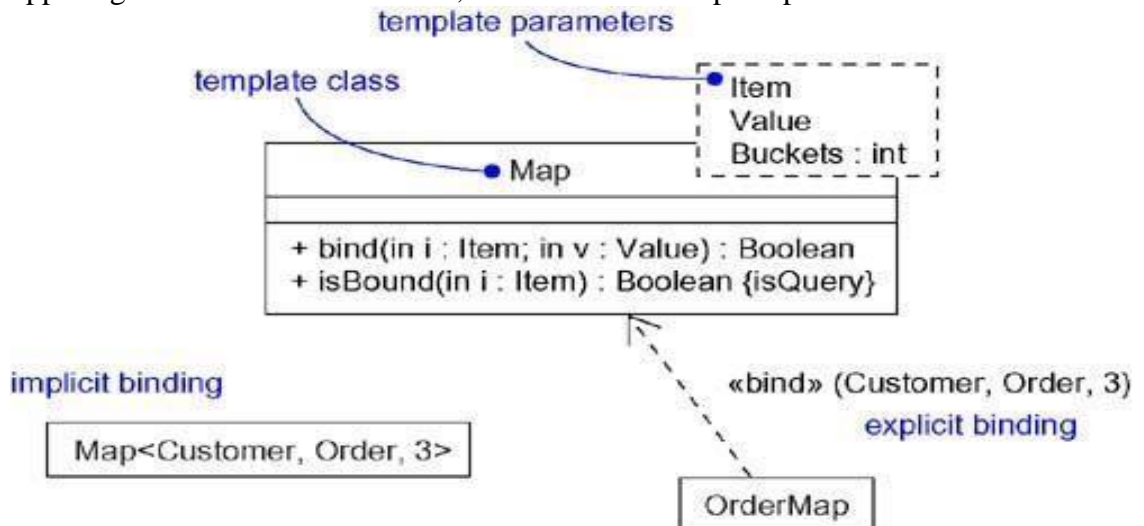 template parameters
template class
Item
Value
Buckets : int
Map
+ bind(in i : Item; in v : Value) : Boolean
+ isBound(in i : Item) : Boolean {isQuery}
implicit binding
«bind» (Customer, Order, 3)
explicit binding
Map<Customer, Order, 3>
OrderMap